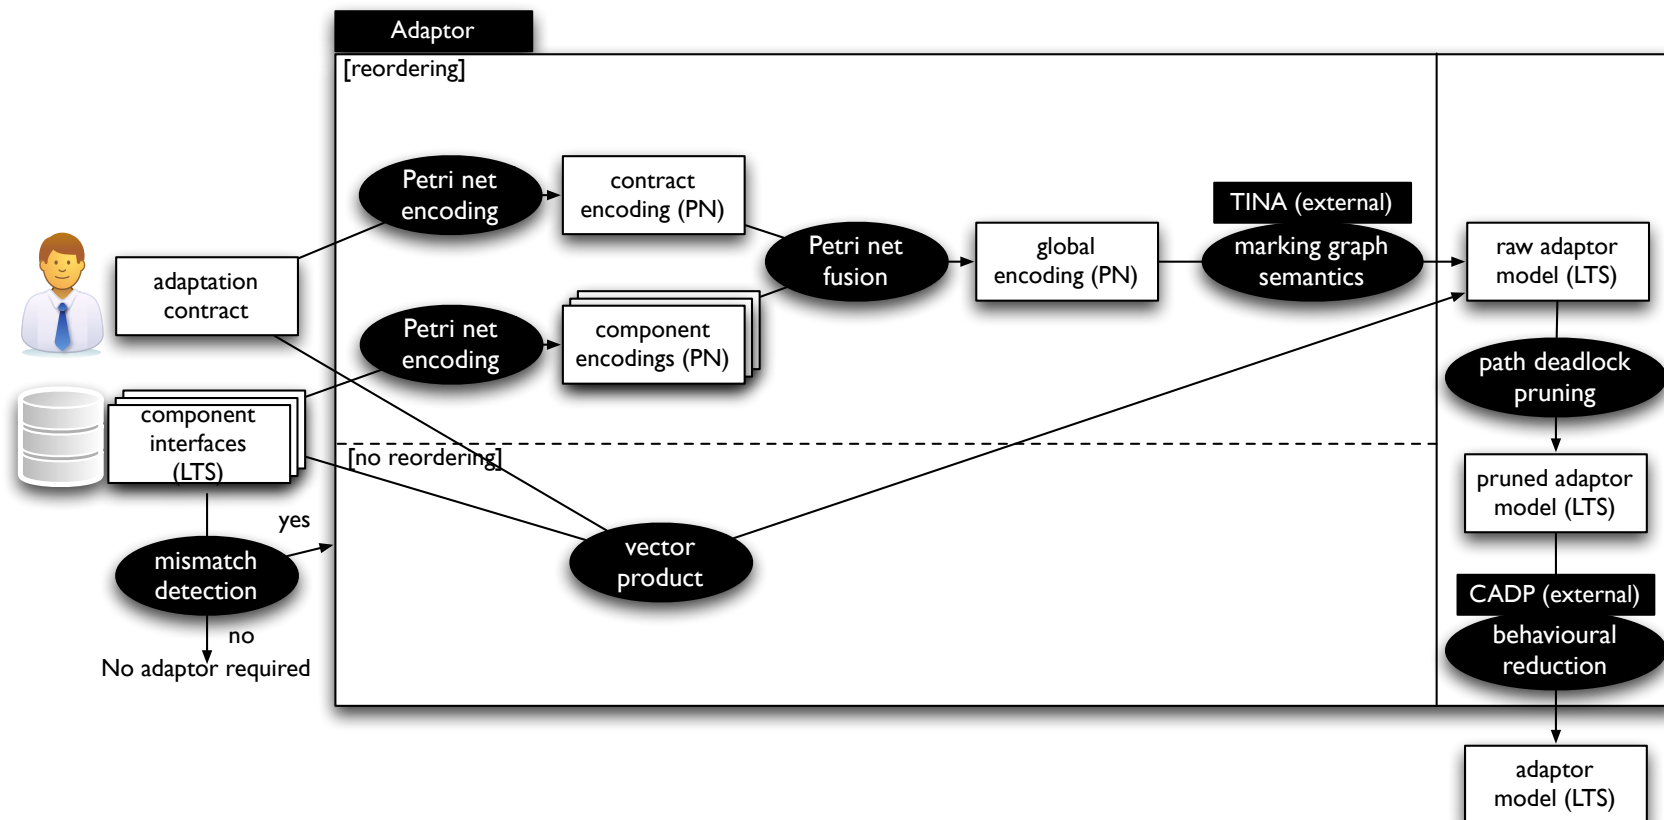 Adaptor
[reordering]
Petri net
encoding
contract
encoding (PN)
TINA (external)
Petri net
fusion
global
encoding (PN)
marking graph
semantics
raw adaptor
model (LTS)
adaptation
contract
Petri net
encoding
component
encodings (PN)
path deadlock
pruning
component
interfaces
(LTS)
[no reordering]
pruned adaptor
model (LTS)
yes
mismatch
detection
vector
product
CADP (external)
no
behavioural
reduction
No adaptor required
adaptor
model (LTS)